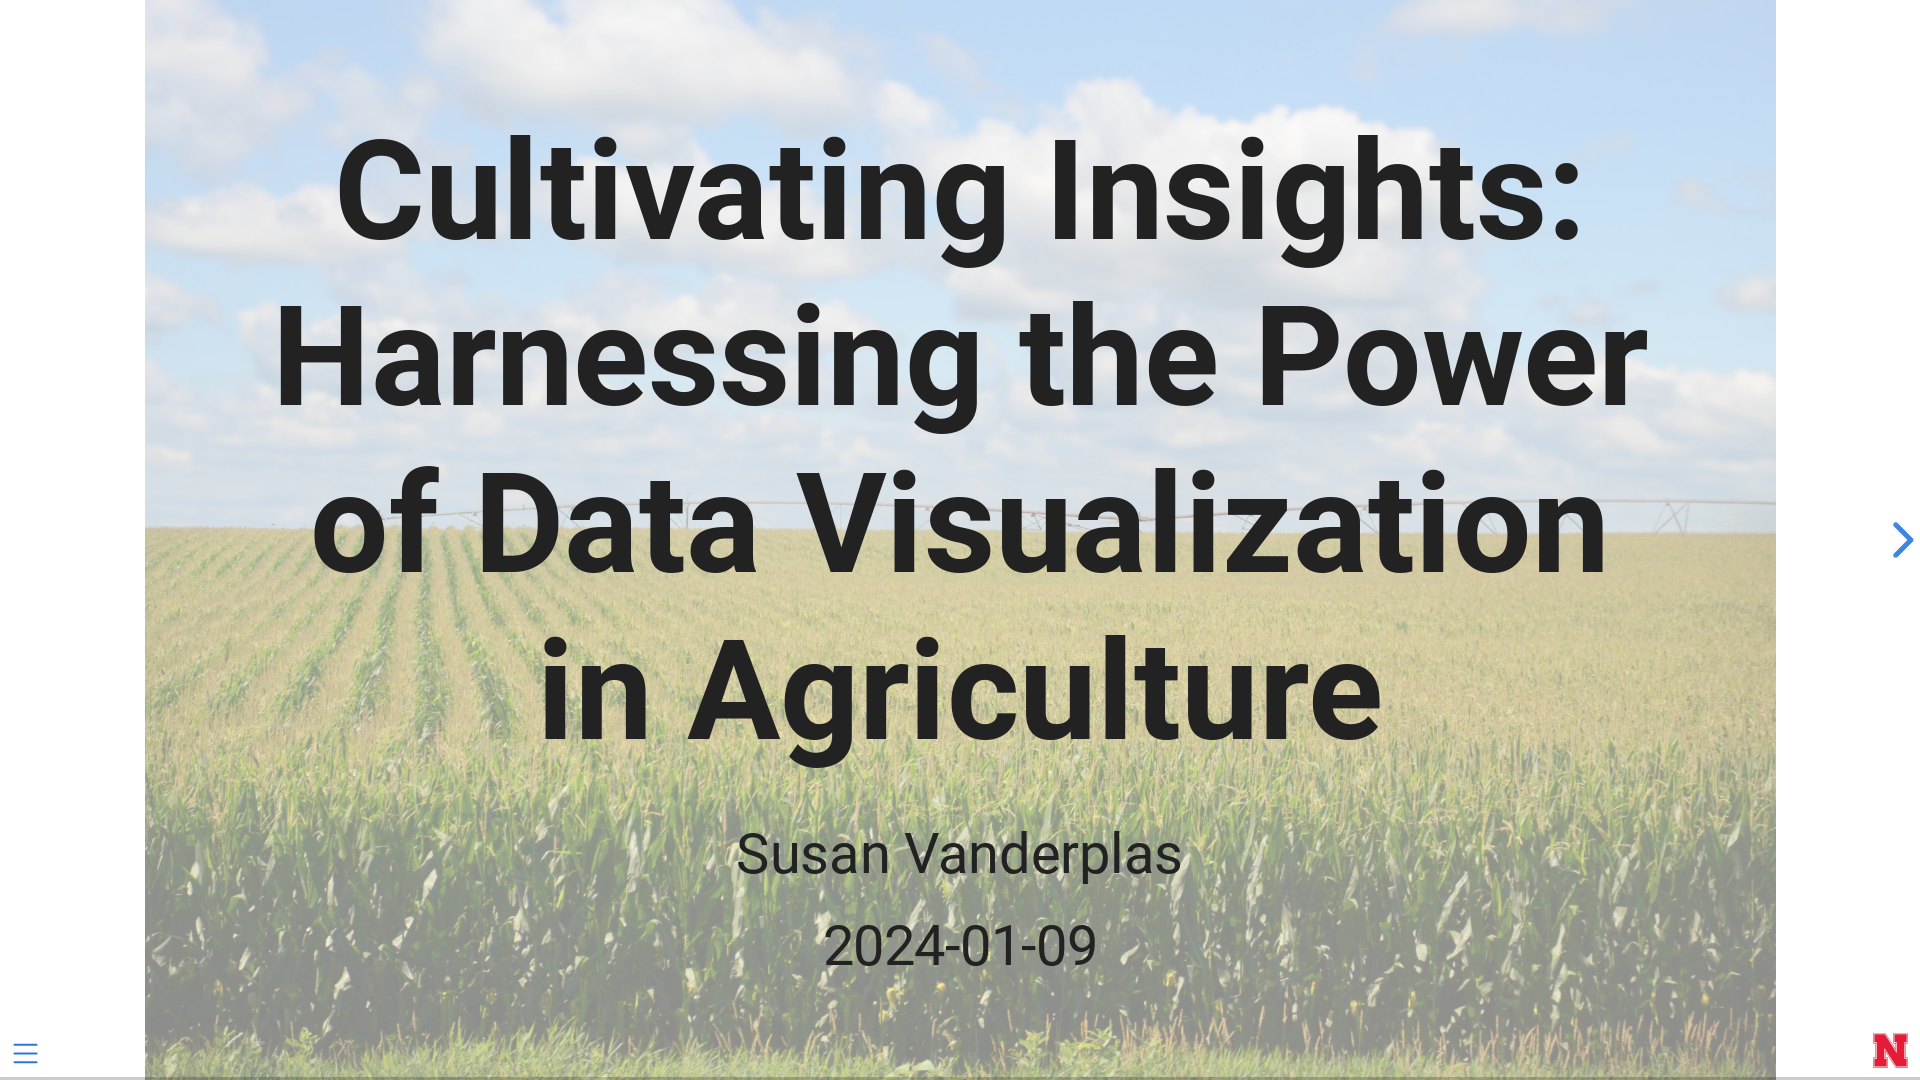 Cultivating Insights:
Harnessing the Power
of Data Visualization
in Agriculture
Susan Vanderplas
2024-01-09
N